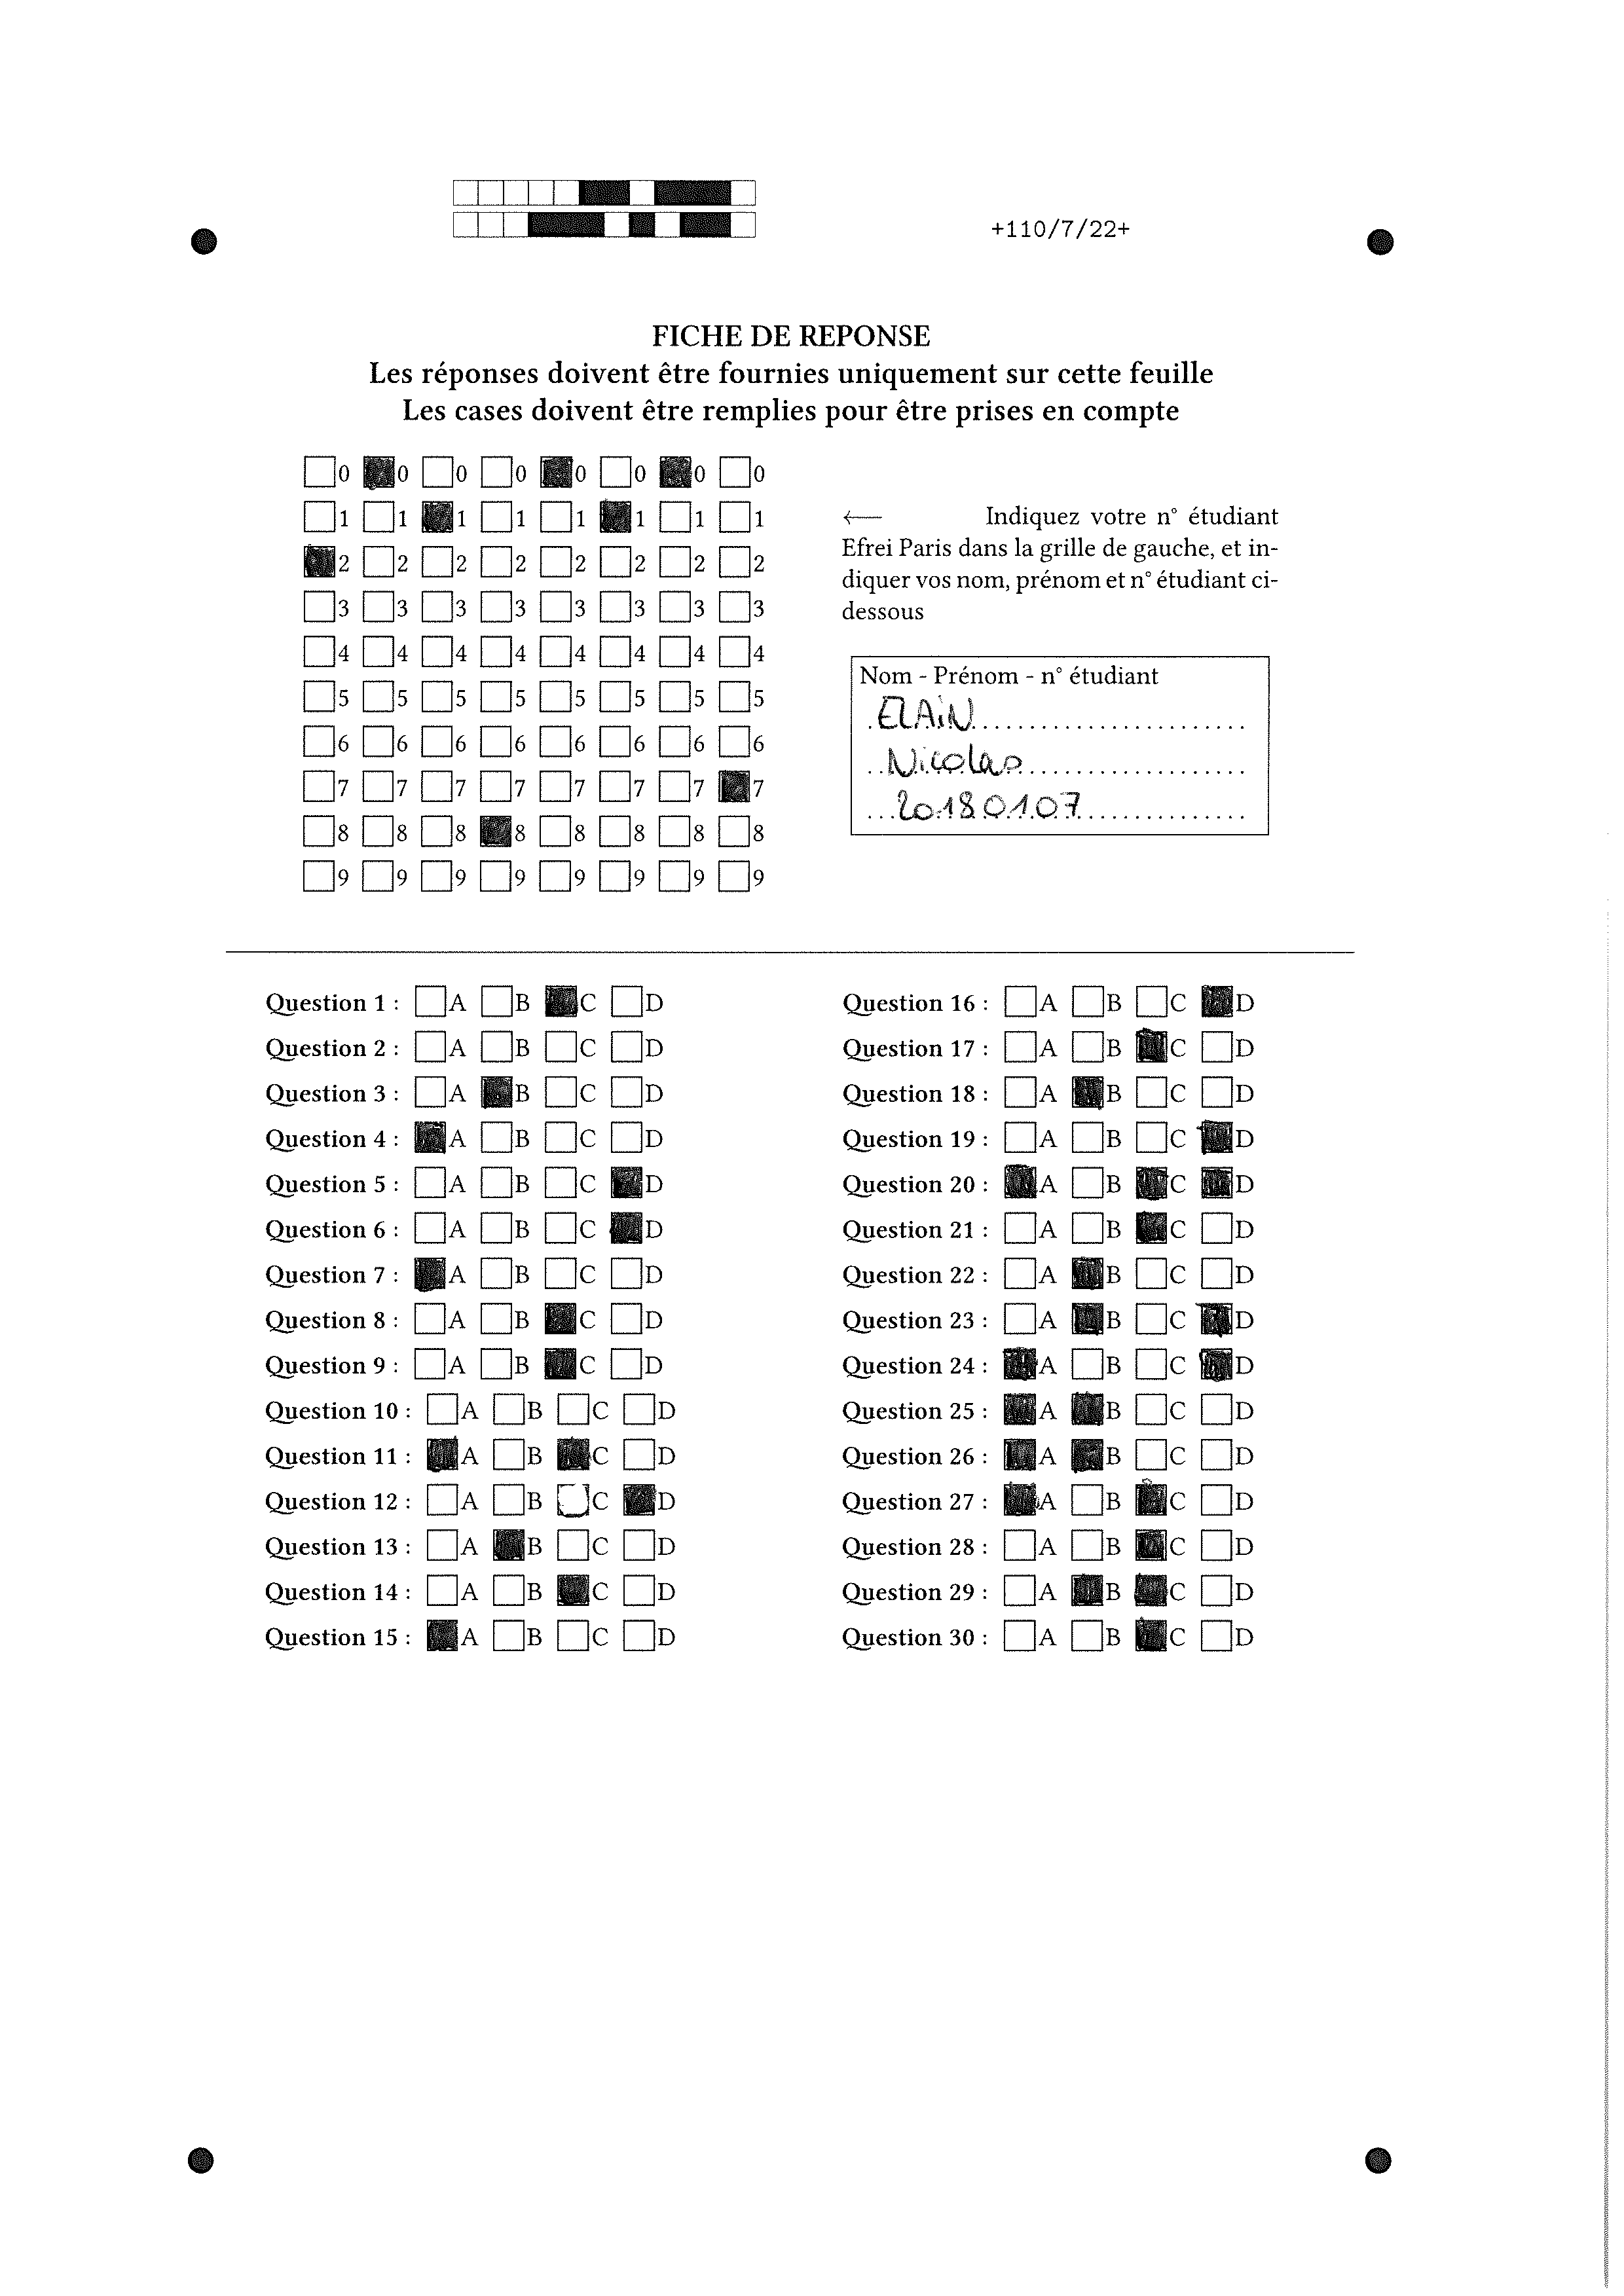 +110/7/22+
FICHE DE REPONSE
Les réponses doivent être fournies uniquement sur cette feuille
Les cases doivent être remplies pour être prises en compte
0 0 0 0 0 0 0 0
1 1 1 1 1 1 1 1
2 2 2 2 2 2 2 2
3 3 3 3 3 3 3 3
4 4 4 4 4 4 4 4
5 5 5 5 5 5 5 5
6 6 6 6 6 6 6 6
7 7 7 7 7 7 7 7
8 8 8 8 8 8 8 8
9 9 9 9 9 9 9 9
← Indiquez votre n° étudiant
Efrei Paris dans la grille de gauche, et in-
diquer vos nom, prénom et n° étudiant ci-
dessous
Nom - Prénom - n° étudiant
ELAIN
Nicolas
20180107
Question 1 : A B C D
Question 2 : A B C D
Question 3 : A B C D
Question 4 : A B C D
Question 5 : A B C D
Question 6 : A B C D
Question 7 : A B C D
Question 8 : A B C D
Question 9 : A B C D
Question 10 : A B C D
Question 11 : A B C D
Question 12 : A B C D
Question 13 : A B C D
Question 14 : A B C D
Question 15 : A B C D
Question 16 : A B C D
Question 17 : A B C D
Question 18 : A B C D
Question 19 : A B C D
Question 20 : A B C D
Question 21 : A B C D
Question 22 : A B C D
Question 23 : A B C D
Question 24 : A B C D
Question 25 : A B C D
Question 26 : A B C D
Question 27 : A B C D
Question 28 : A B C D
Question 29 : A B C D
Question 30 : A B C D